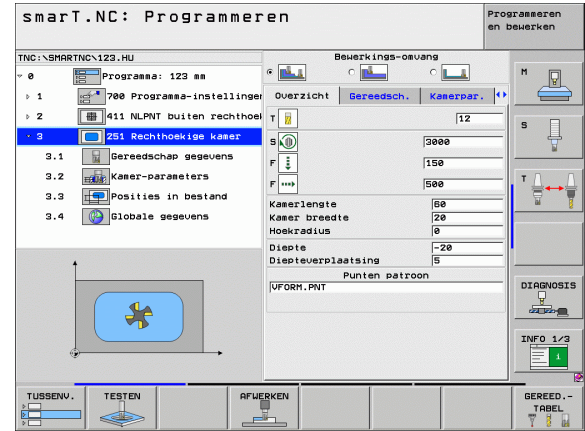 smarT.NC: Programmeren
Programmeren
en bewerken
TNC:\SMARTNC\123.HU
0 Programma: 123 mm
1 700 Programma-instellingen
2 411 NLPNT buiten rechthoek
3 251 Rechthoekige kamer
3.1 Gereedschap gegevens
3.2 Kamer-parameters
3.3 Posities in bestand
3.4 Globale gegevens
Bewerkings-omvang
Overzicht Gereedsch. Kamerpar.
T 12
S 3000
F 150
F 500
Kamerlengte 60
Kamer breedte 20
Hoekradius 0
Diepte -20
Diepteverplaatsing 5
Punten patroon
VFORM.PNT
M
S
T
DIAGNOSIS
INFO 1/3
TUSSENV.
TESTEN
AFWERKEN
GEREED.-
TABEL